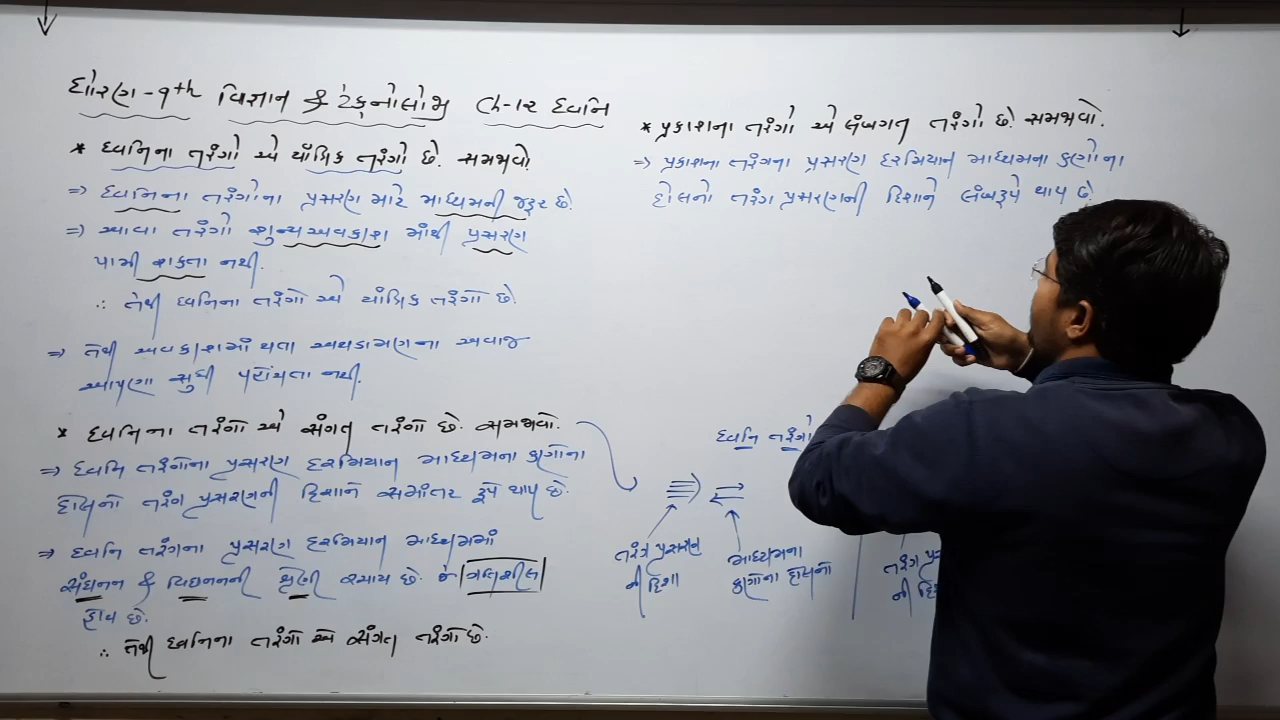 ધોરણ-9th વિજ્ઞાન & ટેકનોલોજી Ch-12 ધ્વનિ
* ધ્વનિના તરંગો એ યાંત્રિક તરંગો છે. સમજાવો.
⇒ ધ્વનિના તરંગોના પ્રસરણ માટે માધ્યમની જરૂર છે.
⇒ આવા તરંગો શુન્યઅવકાશ માંથી પ્રસરણ
પામી શકતા નથી.
∴ તેથી ધ્વનિના તરંગો એ યાંત્રિક તરંગો છે.
⇒ તેથી અવકાશમાં થતા અથડામણના અવાજ
આપણા સુધી પહોંચતા નથી.
* ધ્વનિના તરંગો એ સંગત તરંગો છે. સમજાવો.
⇒ ધ્વનિ તરંગોના પ્રસરણ દરમિયાન માધ્યમના કણોના
દોલનો તરંગ પ્રસરણની દિશાને સમાંતર રૂપે થાય છે.
⇒ ધ્વનિ તરંગના પ્રસરણ દરમિયાન માધ્યમમાં
સંઘનન & વિઘનનની શ્રેણી રચાય છે. જે ગતિશીલ
હોય છે.
∴ તેથી ધ્વનિના તરંગો એ સંગત તરંગો છે.
* પ્રકાશના તરંગો એ લંબગત તરંગો છે. સમજાવો.
⇒ પ્રકાશના તરંગના પ્રસરણ દરમિયાન માધ્યમના કણોના
દોલનો તરંગ પ્રસરણની દિશાને લંબરૂપે થાય છે.
ધ્વનિ તરંગો
તરંગ પ્રસરણ
ની દિશા
માધ્યમના
કણોના દોલનો
તરંગ પ્ર
ની દિ